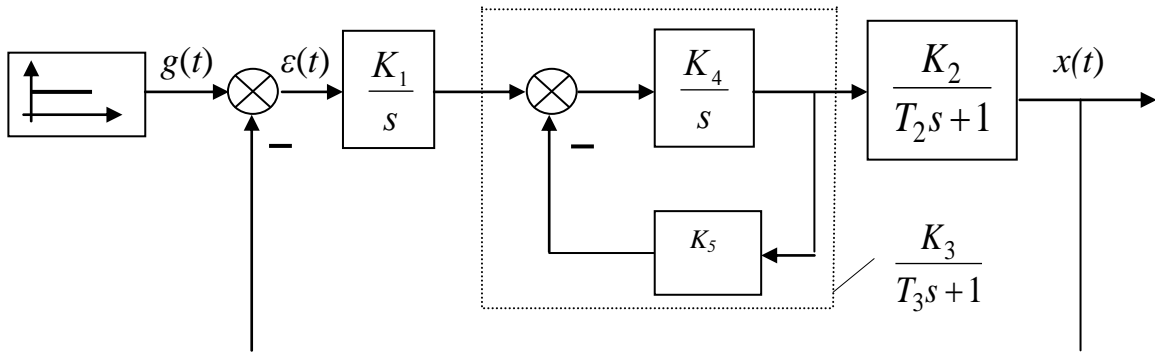 g(t)
ε(t)
K₁
s
K₄
s
K₂
T₂s + 1
x(t)
−
−
K₅
K₃
T₃s + 1